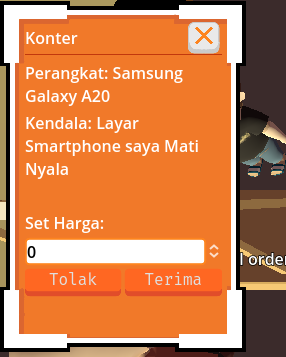 Konter
Perangkat: Samsung
Galaxy A20
Kendala: Layar
Smartphone saya Mati
Nyala
Set Harga:
0
Tolak Terima
l order